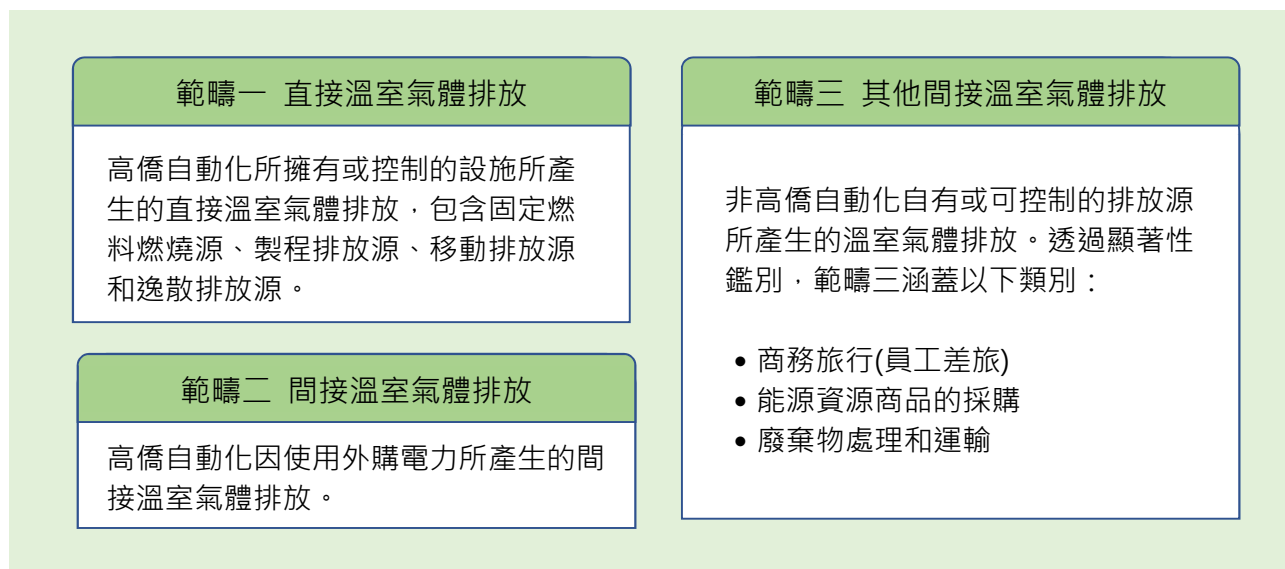 範疇一 直接溫室氣體排放
高僑自動化所擁有或控制的設施所產
生的直接溫室氣體排放，包含固定燃
料燃燒源、製程排放源、移動排放源
和逸散排放源。
範疇二 間接溫室氣體排放
高僑自動化因使用外購電力所產生的間
接溫室氣體排放。
範疇三 其他間接溫室氣體排放
非高僑自動化自有或可控制的排放源
所產生的溫室氣體排放。透過顯著性
鑑別，範疇三涵蓋以下類別：
• 商務旅行(員工差旅)
• 能源資源商品的採購
• 廢棄物處理和運輸